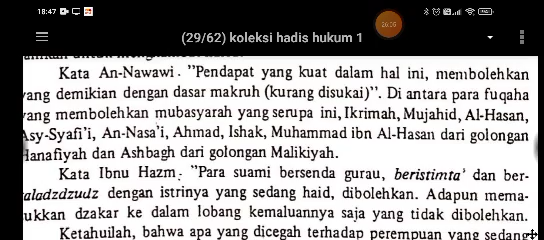 18:47
26:05
(29/62) koleksi hadis hukum 1
Kata An-Nawawi. "Pendapat yang kuat dalam hal ini, membolehkan
yang demikian dengan dasar makruh (kurang disukai)". Di antara para fuqaha
yang membolehkan mubasyarah yang serupa ini, Ikrimah, Mujahid, Al-Hasan,
Asy-Syafi'i, An-Nasa'i, Ahmad, Ishak, Muhammad ibn Al-Hasan dari golongan
Hanafiyah dan Ashbagh dari golongan Malikiyah.
Kata Ibnu Hazm: "Para suami bersenda gurau, beristimta' dan ber-
taladzdzudz dengan istrinya yang sedang haid, dibolehkan. Adapun mema-
sukkan dzakar ke dalam lobang kemaluannya saja yang tidak dibolehkan.
Ketahuilah, bahwa apa yang dicegah terhadap perempuan yang sedang